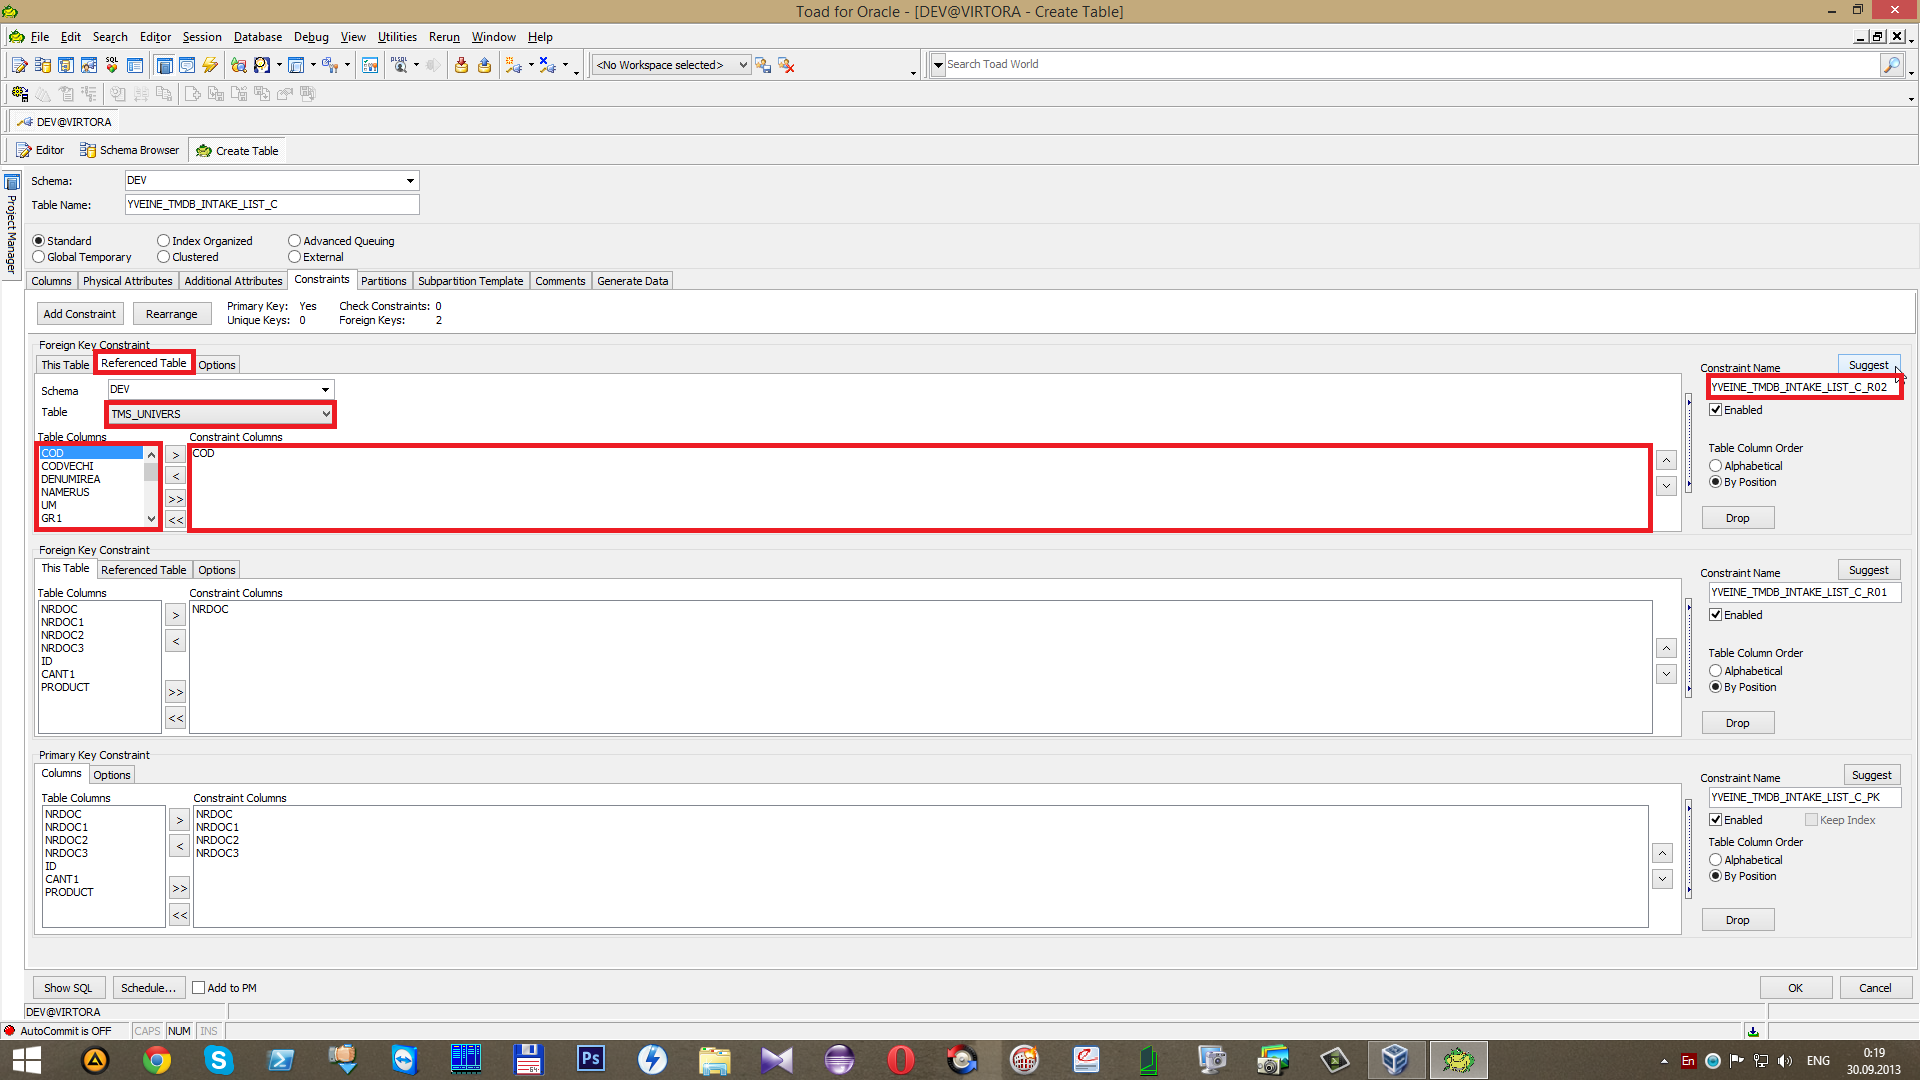 Toad for Oracle - [DEV@VIRTORA - Create Table]
File Edit Search Editor Session Database Debug View Utilities Rerun Window Help
<No Workspace selected> Search Toad World
DEV@VIRTORA
Editor Schema Browser Create Table
Project Manager
Schema: DEV
Table Name: YVEINE_TMDB_INTAKE_LIST_C
Standard Index Organized Advanced Queuing
Global Temporary Clustered External
Columns Physical Attributes Additional Attributes Constraints Partitions Subpartition Template Comments Generate Data
Add Constraint Rearrange
Primary Key: Yes Check Constraints: 0
Unique Keys: 0 Foreign Keys: 2
Foreign Key Constraint
This Table Referenced Table Options
Schema DEV
Table TMS_UNIVERS
Table Columns Constraint Columns
COD
CODVECHI
DENUMIREA
NAMERUS
UM
GR1
>
<
>>
<<
COD
Constraint Name Suggest
YVEINE_TMDB_INTAKE_LIST_C_R02
Enabled
Table Column Order
Alphabetical
By Position
Drop
Foreign Key Constraint
This Table Referenced Table Options
Table Columns Constraint Columns
NRDOC
NRDOC1
NRDOC2
NRDOC3
ID
CANT1
PRODUCT
>
<
>>
<<
NRDOC
Constraint Name Suggest
YVEINE_TMDB_INTAKE_LIST_C_R01
Enabled
Table Column Order
Alphabetical
By Position
Drop
Primary Key Constraint
Columns Options
Table Columns Constraint Columns
NRDOC
NRDOC1
NRDOC2
NRDOC3
ID
CANT1
PRODUCT
>
<
>>
<<
NRDOC
NRDOC1
NRDOC2
NRDOC3
Constraint Name Suggest
YVEINE_TMDB_INTAKE_LIST_C_PK
Enabled Keep Index
Table Column Order
Alphabetical
By Position
Drop
Show SQL Schedule... Add to PM OK Cancel
DEV@VIRTORA
AutoCommit is OFF CAPS NUM INS
Ps
En ENG 0:19
30.09.2013